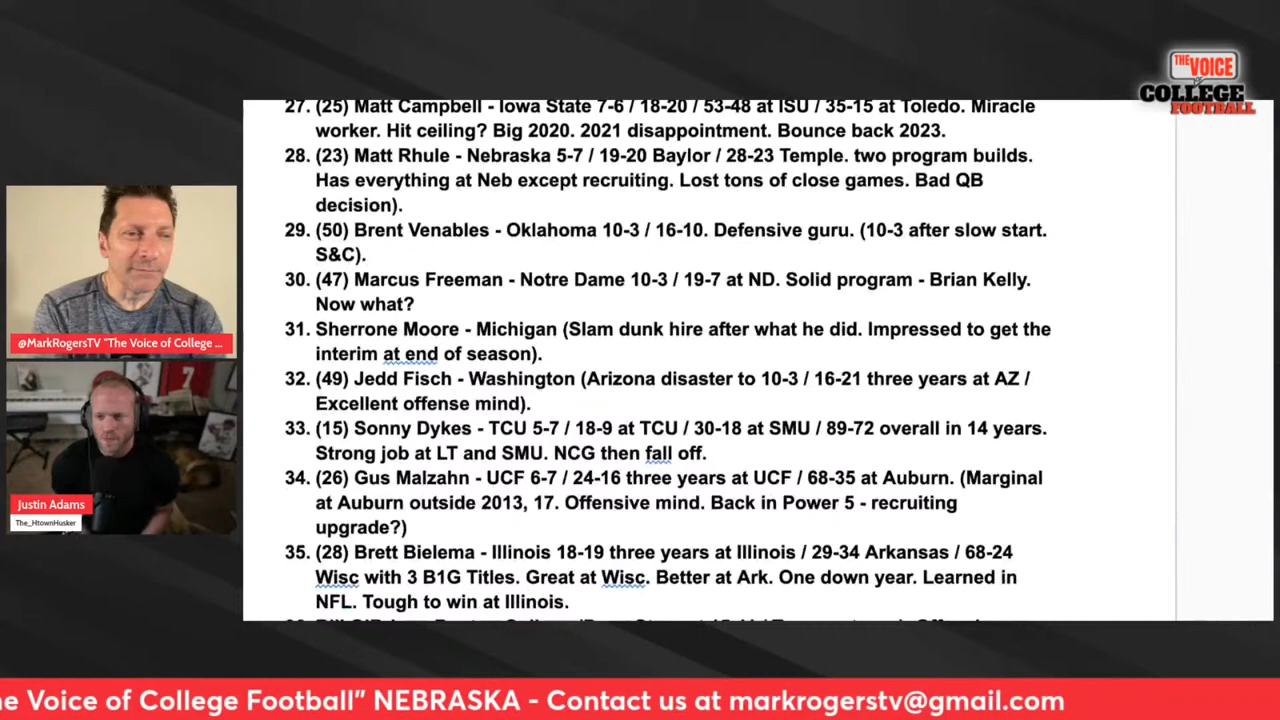 THE VOICE
OF
COLLEGE
FOOTBALL
27. (25) Matt Campbell - Iowa State 7-6 / 18-20 / 53-48 at ISU / 35-15 at Toledo. Miracle
worker. Hit ceiling? Big 2020. 2021 disappointment. Bounce back 2023.
28. (23) Matt Rhule - Nebraska 5-7 / 19-20 Baylor / 28-23 Temple. two program builds.
Has everything at Neb except recruiting. Lost tons of close games. Bad QB
decision).
29. (50) Brent Venables - Oklahoma 10-3 / 16-10. Defensive guru. (10-3 after slow start.
S&C).
30. (47) Marcus Freeman - Notre Dame 10-3 / 19-7 at ND. Solid program - Brian Kelly.
Now what?
31. Sherrone Moore - Michigan (Slam dunk hire after what he did. Impressed to get the
interim at end of season).
32. (49) Jedd Fisch - Washington (Arizona disaster to 10-3 / 16-21 three years at AZ /
Excellent offense mind).
33. (15) Sonny Dykes - TCU 5-7 / 18-9 at TCU / 30-18 at SMU / 89-72 overall in 14 years.
Strong job at LT and SMU. NCG then fall off.
34. (26) Gus Malzahn - UCF 6-7 / 24-16 three years at UCF / 68-35 at Auburn. (Marginal
at Auburn outside 2013, 17. Offensive mind. Back in Power 5 - recruiting
upgrade?)
35. (28) Brett Bielema - Illinois 18-19 three years at Illinois / 29-34 Arkansas / 68-24
Wisc with 3 B1G Titles. Great at Wisc. Better at Ark. One down year. Learned in
NFL. Tough to win at Illinois.
@MarkRogersTV "The Voice of College ...
7
Justin Adams
The_HtownHusker
he Voice of College Football” NEBRASKA - Contact us at markrogerstv@gmail.com